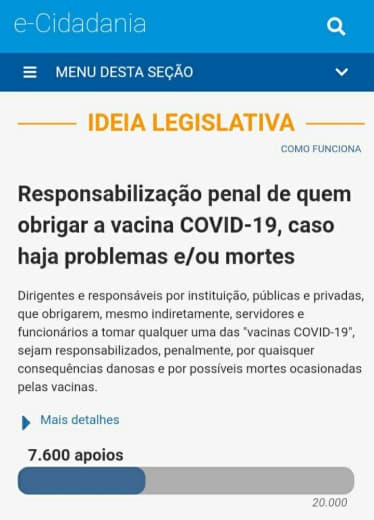 e-Cidadania
MENU DESTA SEÇÃO
IDEIA LEGISLATIVA
COMO FUNCIONA
Responsabilização penal de quem
obrigar a vacina COVID-19, caso
haja problemas e/ou mortes
Dirigentes e responsáveis por instituição, públicas e privadas,
que obrigarem, mesmo indiretamente, servidores e
funcionários a tomar qualquer uma das "vacinas COVID-19",
sejam responsabilizados, penalmente, por quaisquer
consequências danosas e por possíveis mortes ocasionadas
pelas vacinas.
Mais detalhes
7.600 apoios
20.000